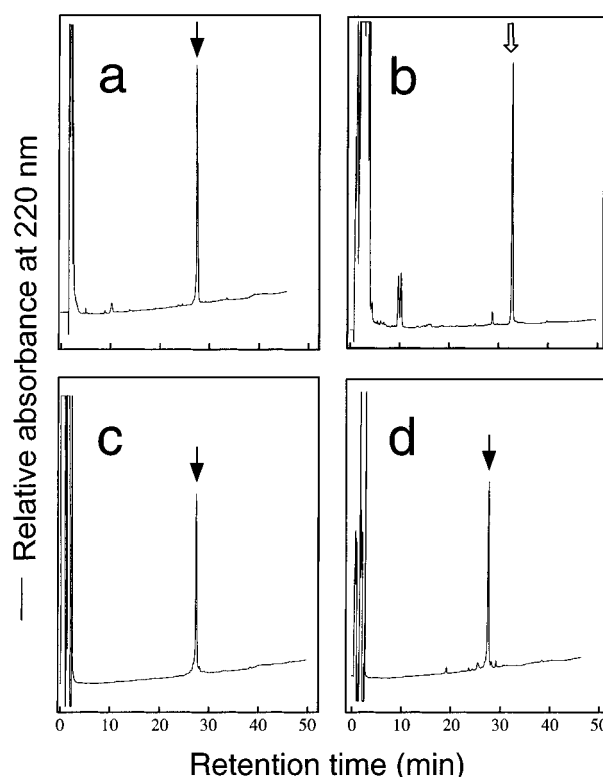 a
b
c
d
— Relative absorbance at 220 nm
0 10 20 30 40 50
0 10 20 30 40 50
Retention time (min)